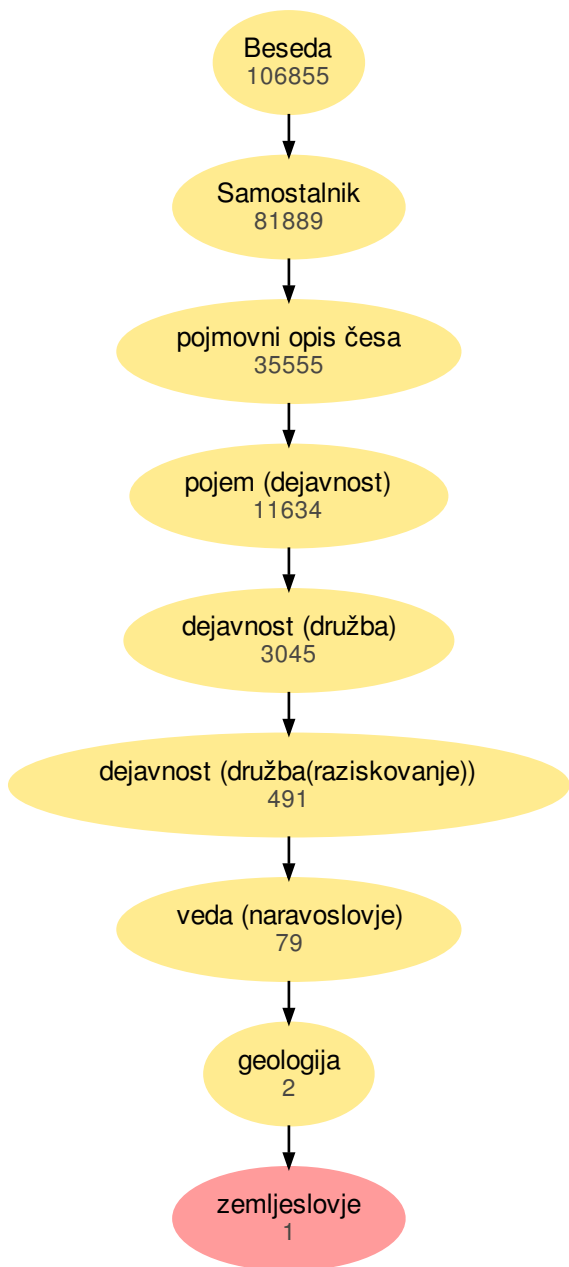 Beseda
106855
Samostalnik
81889
pojmovni opis česa
35555
pojem (dejavnost)
11634
dejavnost (družba)
3045
dejavnost (družba(raziskovanje))
491
veda (naravoslovje)
79
geologija
2
zemljeslovje
1